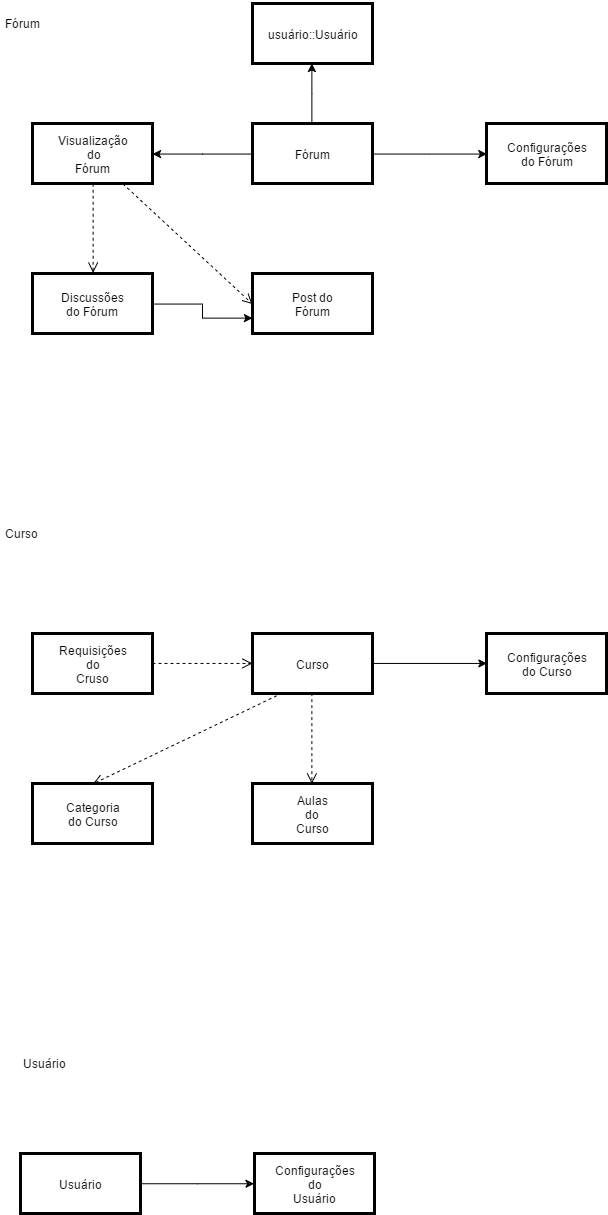 Fórum
usuário::Usuário
Visualização
do
Fórum
Fórum
Configurações
do Fórum
Discussões
do Fórum
Post do
Fórum
Curso
Requisições
do
Cruso
Curso
Configurações
do Curso
Categoria
do Curso
Aulas
do
Curso
Usuário
Usuário
Configurações
do
Usuário